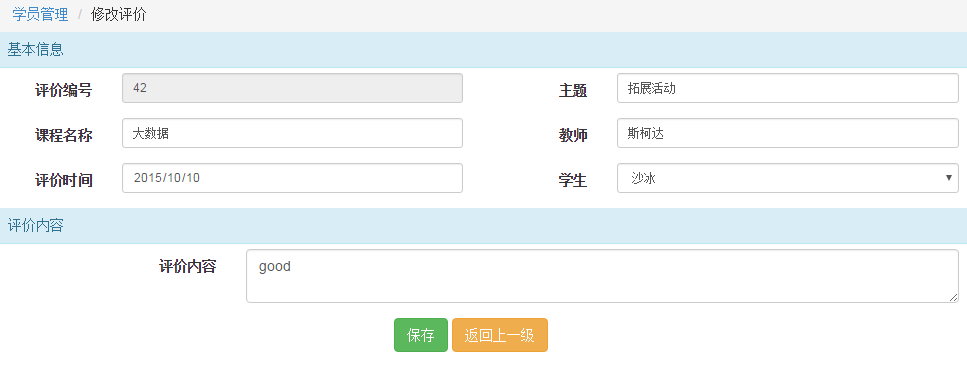 学员管理 / 修改评价
基本信息
评价编号 42 主题 拓展活动
课程名称 大数据 教师 斯柯达
评价时间 2015/10/10 学生 沙冰
评价内容
评价内容 good
保存 返回上一级